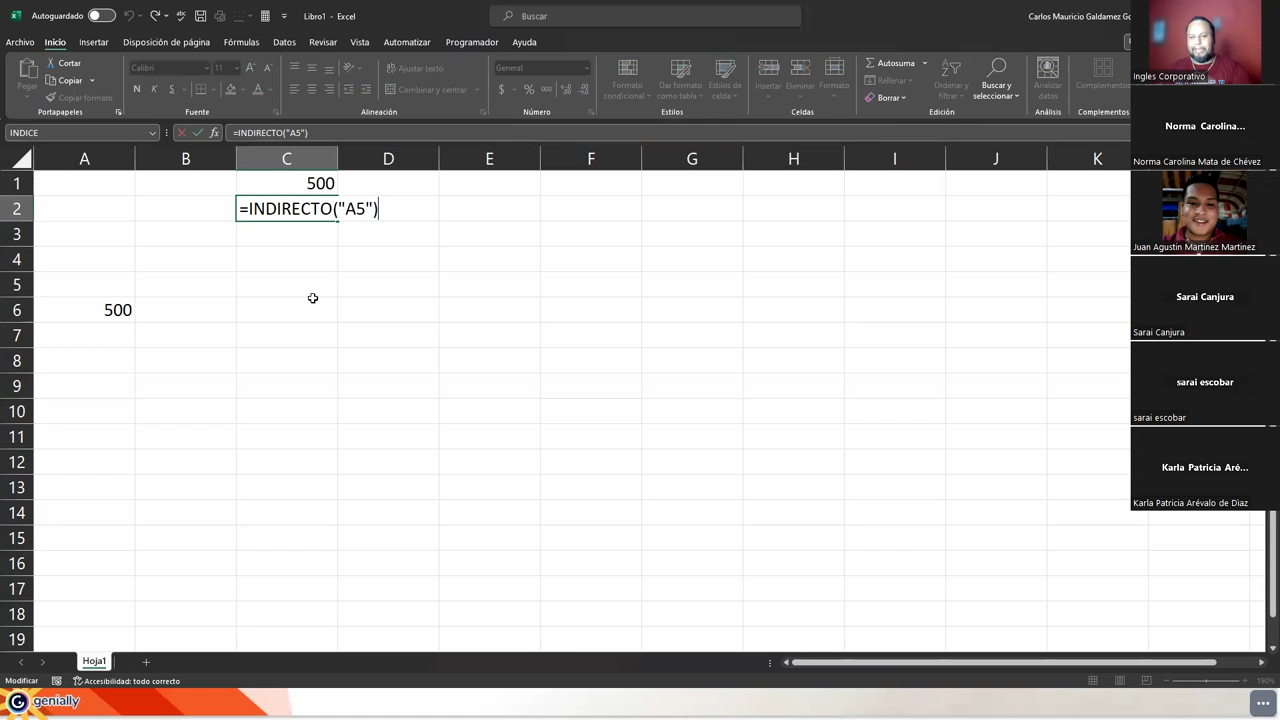 Autoguardado
Libro1 - Excel
Buscar
Carlos Mauricio Galdamez Go
Archivo Inicio Insertar Disposición de página Fórmulas Datos Revisar Vista Automatizar Programador Ayuda
Pegar
Cortar
Copiar
Copiar formato
Portapapeles
Calibri 11
N K S
Fuente
Ajustar texto
Combinar y centrar
Alineación
General
$ % 000
Número
Formato condicional
Dar formato como tabla
Estilos de celda
Estilos
Insertar
Eliminar
Formato
Celdas
Autosuma
Rellenar
Borrar
Ordenar y filtrar
Buscar y seleccionar
Edición
Analizar datos
Análisis
Complementos
Complementos
INDICE
fx
=INDIRECTO("A5")
A B C D E F G H I J K
1 500
2 =INDIRECTO("A5")
3
4
5
6 500
7
8
9
10
11
12
13
14
15
16
17
18
19
Hoja1
Modificar
Accesibilidad: todo correcto
190%
genially
Ingles Corporativo
Norma Carolina...
Norma Carolina Mata de Chévez
Juan Agustin Martinez Martinez
Sarai Canjura
Sarai Canjura
sarai escobar
sarai escobar
Karla Patricia Aré...
Karla Patricia Arévalo de Dìaz